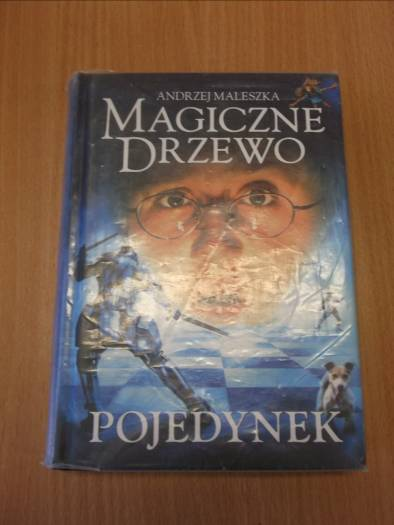 ANDRZEJ MALESZKA
MAGICZNE
DRZEWO
POJEDYNEK